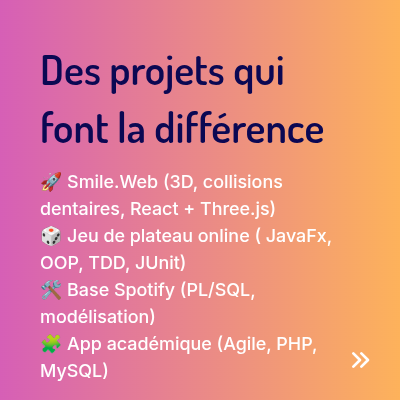 Des projets qui
font la différence
🚀 Smile.Web (3D, collisions
dentaires, React + Three.js)
🎲 Jeu de plateau online ( JavaFx,
OOP, TDD, JUnit)
🛠️ Base Spotify (PL/SQL,
modélisation)
🧩 App académique (Agile, PHP,
MySQL)